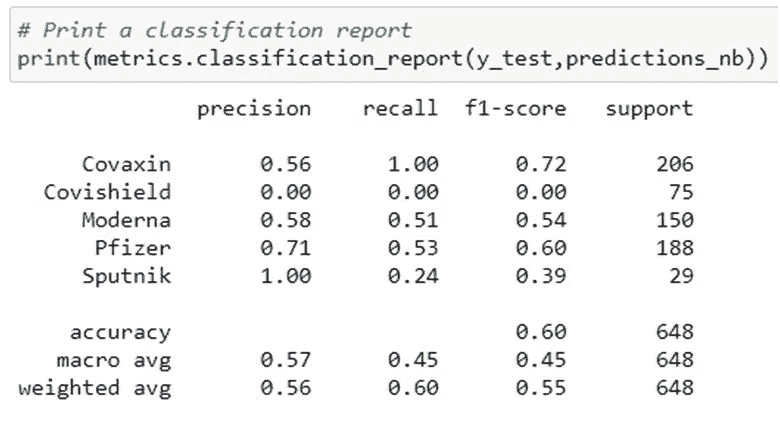 # Print a classification report
print(metrics.classification_report(y_test,predictions_nb))
precision recall f1-score support
Covaxin 0.56 1.00 0.72 206
Covishield 0.00 0.00 0.00 75
Moderna 0.58 0.51 0.54 150
Pfizer 0.71 0.53 0.60 188
Sputnik 1.00 0.24 0.39 29
accuracy 0.60 648
macro avg 0.57 0.45 0.45 648
weighted avg 0.56 0.60 0.55 648